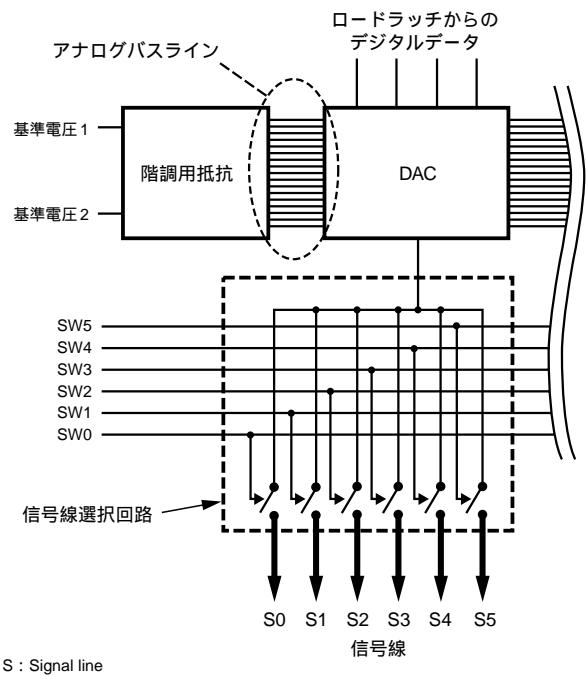 ロードラッチからの
デジタルデータ
アナログバスライン
基準電圧1
階調用抵抗
DAC
基準電圧2
SW5
SW4
SW3
SW2
SW1
SW0
信号線選択回路
S0 S1 S2 S3 S4 S5
信号線
S：Signal line